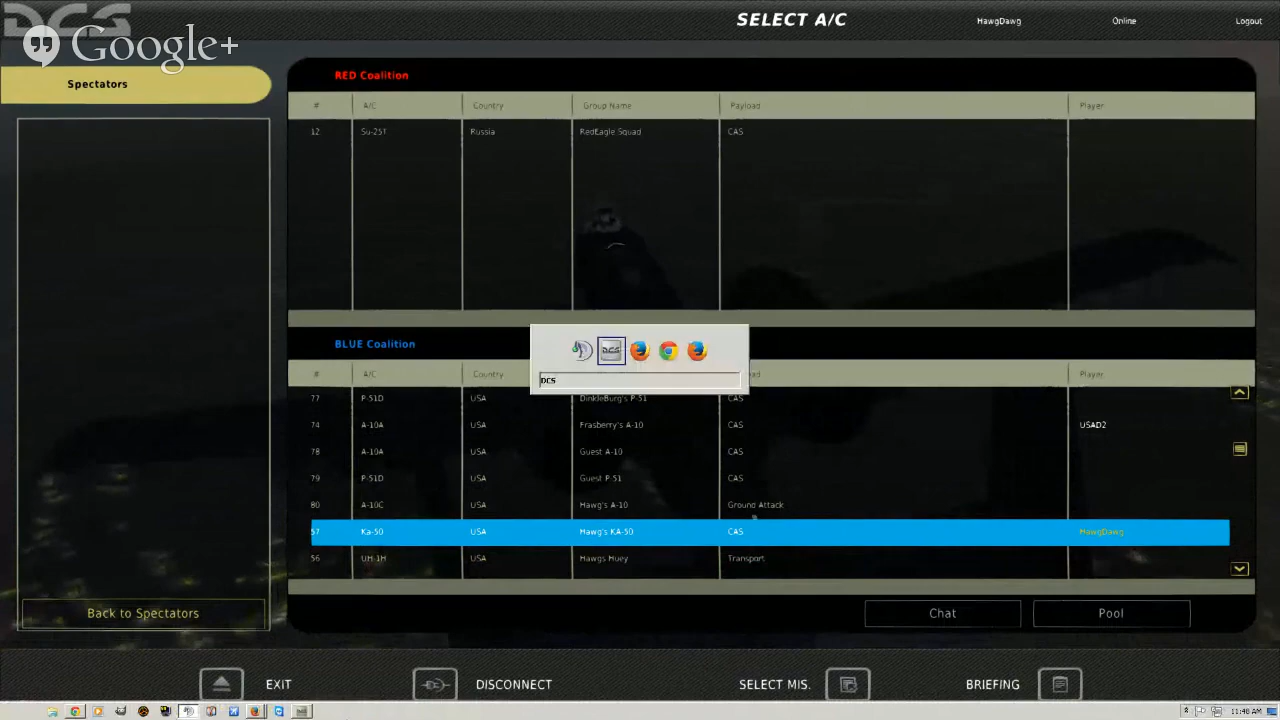 DCS
SELECT A/C
HawgDawg
Online
Logout
Google+
Spectators
RED Coalition
# A/C Country Group Name Payload Player
12 Su-25T Russia RedEagle Squad CAS
BLUE Coalition
# A/C Country Player
DCS
DCS
77 P-51D USA DinkleBurg's P-51 CAS
74 A-10A USA Frasberry's A-10 CAS USAD2
78 A-10A USA Guest A-10 CAS
79 P-51D USA Guest P-51 CAS
80 A-10C USA Hawg's A-10 Ground Attack
57 Ka-50 USA Hawg's KA-50 CAS HawgDawg
56 UH-1H USA Hawgs Huey Transport
Back to Spectators
Chat
Pool
EXIT
DISCONNECT
SELECT MIS.
BRIEFING
11:48 AM